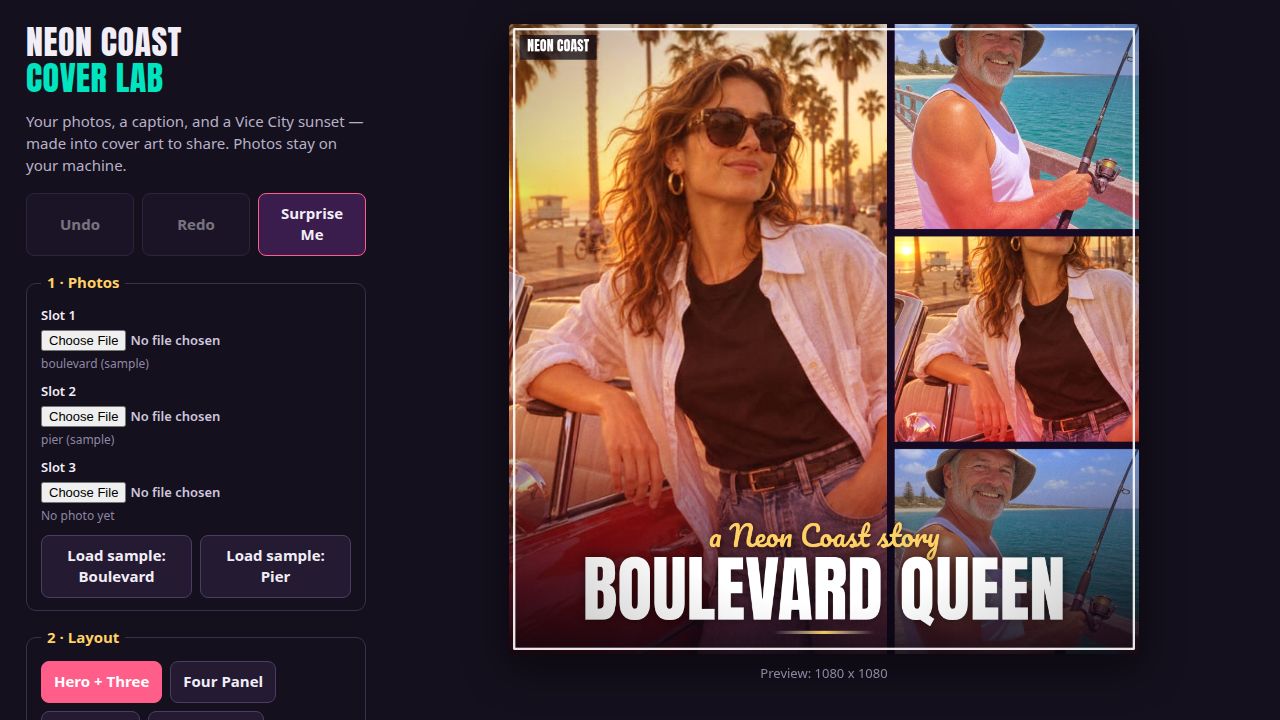 NEON COAST
COVER LAB
Your photos, a caption, and a Vice City sunset —
made into cover art to share. Photos stay on
your machine.
Undo
Redo
Surprise
Me
1 · Photos
Slot 1
Choose File No file chosen
boulevard (sample)
Slot 2
Choose File No file chosen
pier (sample)
Slot 3
Choose File No file chosen
No photo yet
Load sample:
Boulevard
Load sample:
Pier
2 · Layout
Hero + Three
Four Panel
NEON COAST
a Neon Coast story
BOULEVARD QUEEN
Preview: 1080 x 1080